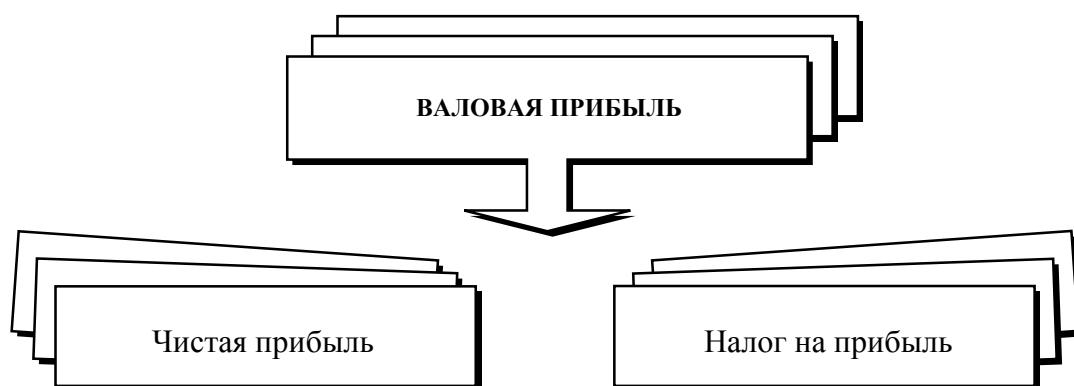 ВАЛОВАЯ ПРИБЫЛЬ
Чистая прибыль
Налог на прибыль